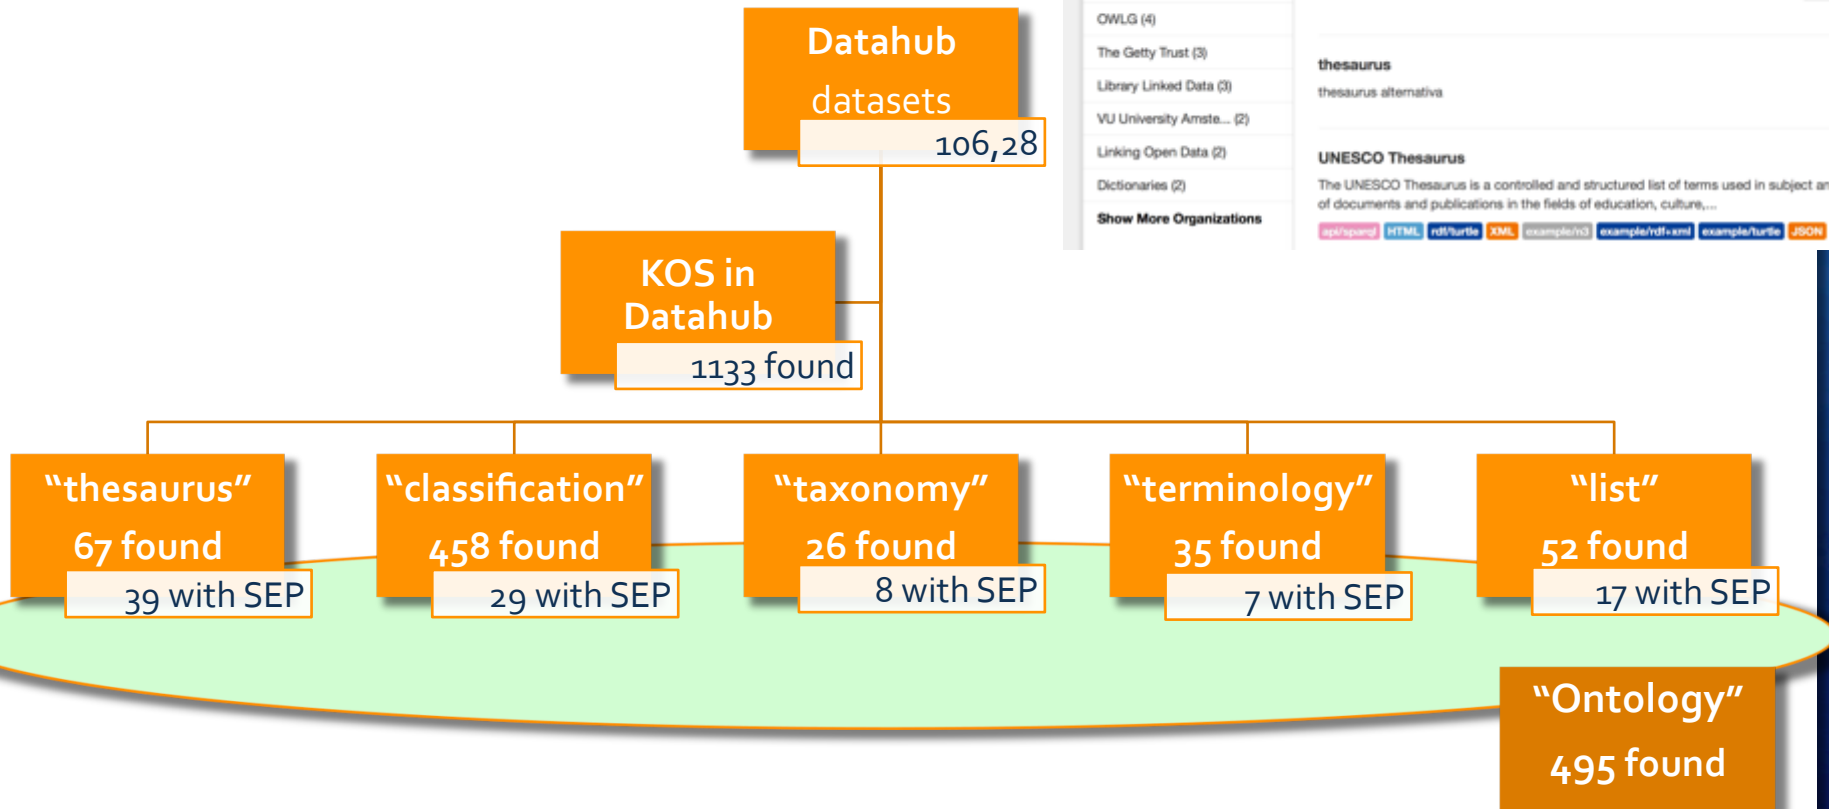 Datahub
datasets
106,28
KOS in
Datahub
1133 found
“thesaurus”
67 found
39 with SEP
“classification”
458 found
29 with SEP
“taxonomy”
26 found
8 with SEP
“terminology”
35 found
7 with SEP
“list”
52 found
17 with SEP
“Ontology”
495 found
OWLG (4)
The Getty Trust (3)
Library Linked Data (3)
VU University Amste... (2)
Linking Open Data (2)
Dictionaries (2)
Show More Organizations
thesaurus
thesaurus alternativa
UNESCO Thesaurus
The UNESCO Thesaurus is a controlled and structured list of terms used in subject an
of documents and publications in the fields of education, culture,...
api/sparql HTML rdf/turtle XML example/n3 example/rdf+xml example/turtle JSON